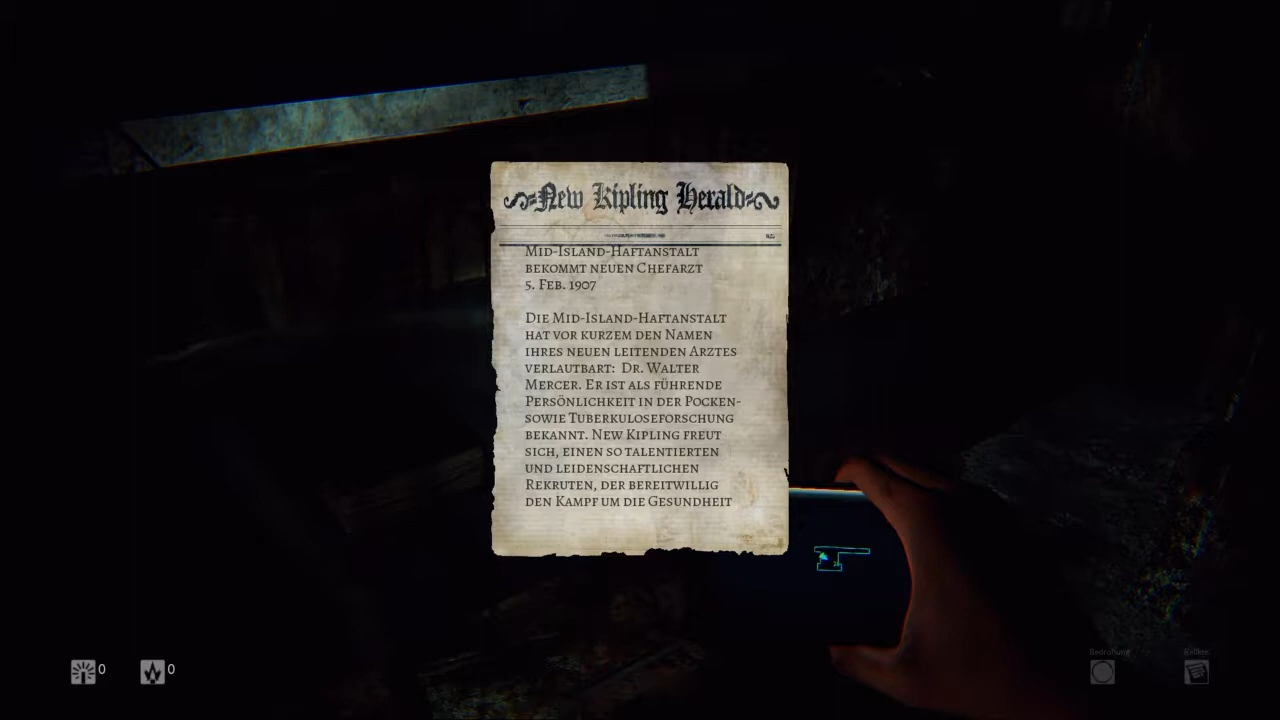 New Kipling Herald
Mid-Island-Haftanstalt
bekommt neuen Chefarzt
5. Feb. 1907
Die Mid-Island-Haftanstalt
hat vor kurzem den Namen
ihres neuen leitenden Arztes
verlautbart: Dr. Walter
Mercer. Er ist als führende
Persönlichkeit in der Pocken-
sowie Tuberkuloseforschung
bekannt. New Kipling freut
sich, einen so talentierten
und leidenschaftlichen
Rekruten, der bereitwillig
den Kampf um die Gesundheit
0 0
Bedrohung